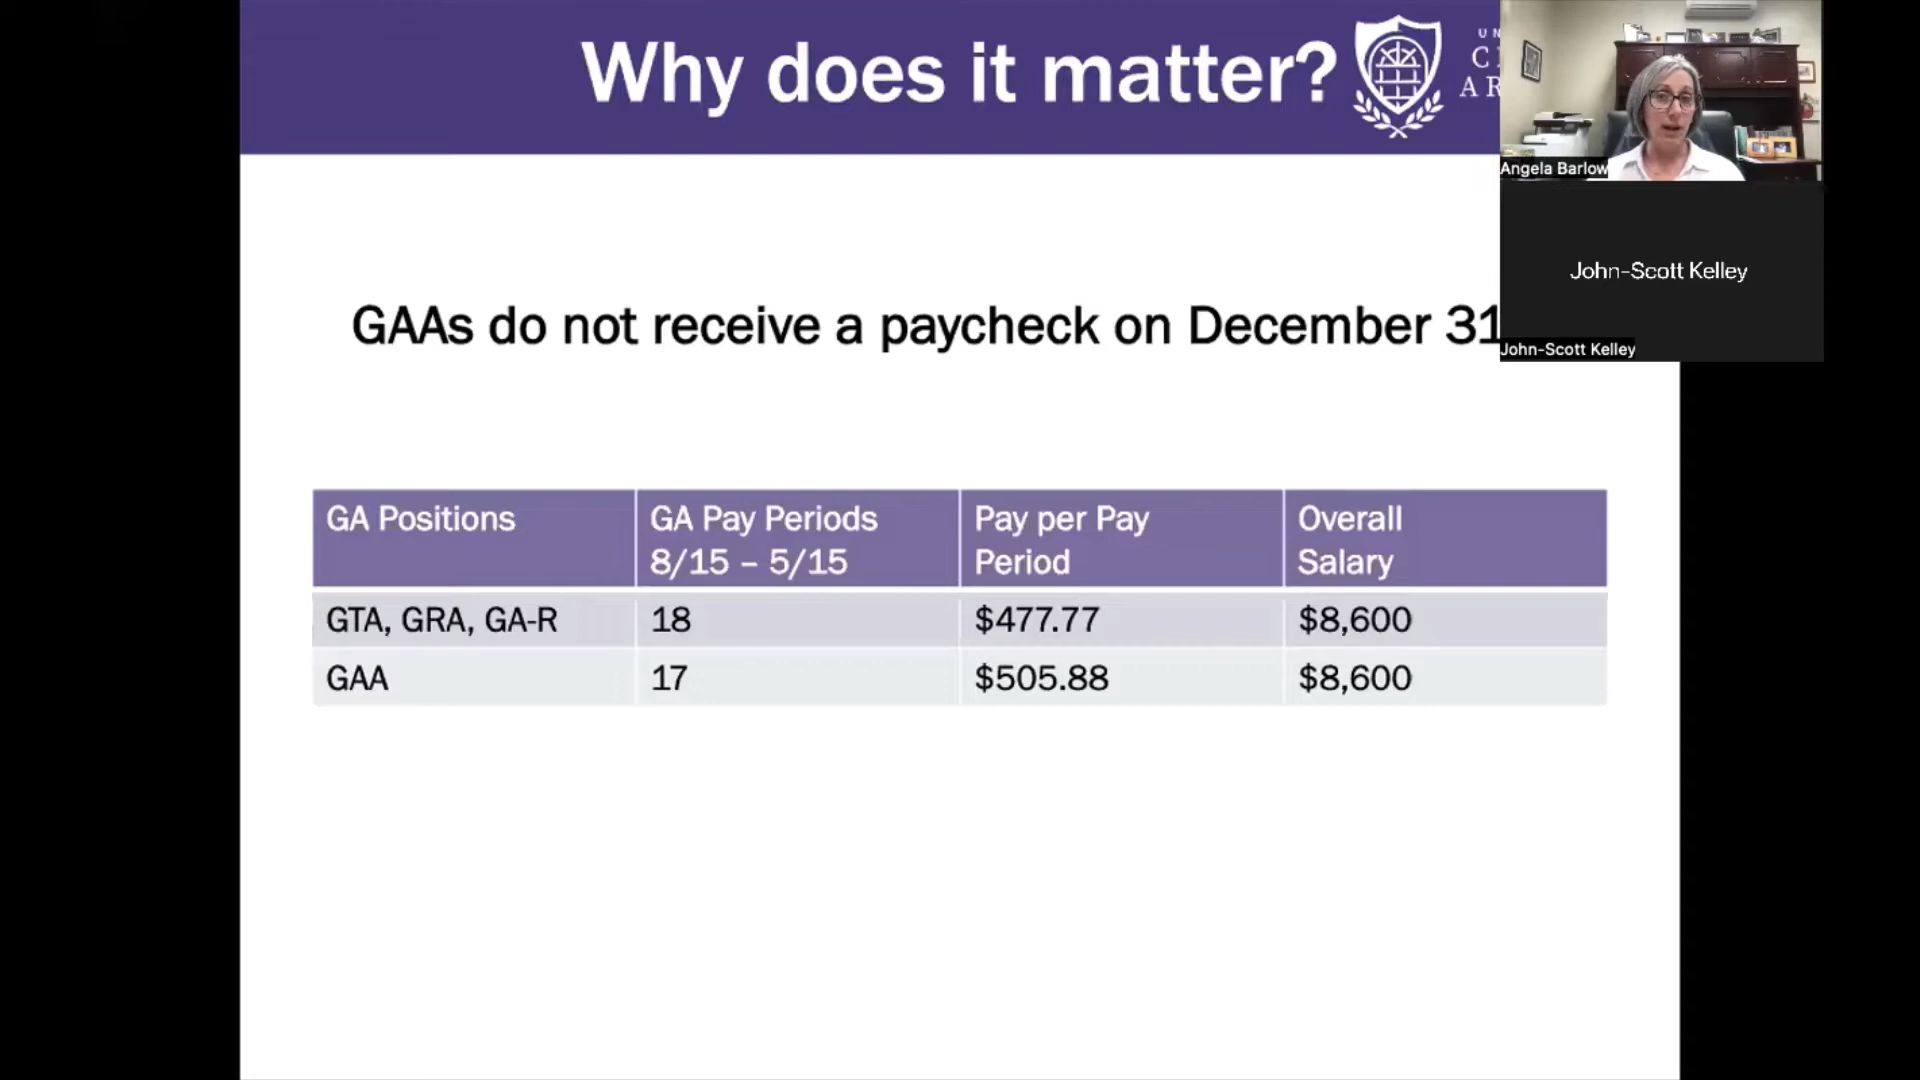 Why does it matter?
UN
C
AR
Angela Barlow
John-Scott Kelley
John-Scott Kelley
GAAs do not receive a paycheck on December 31
GA Positions
GA Pay Periods
8/15 – 5/15
Pay per Pay
Period
Overall
Salary
GTA, GRA, GA-R
18
$477.77
$8,600
GAA
17
$505.88
$8,600